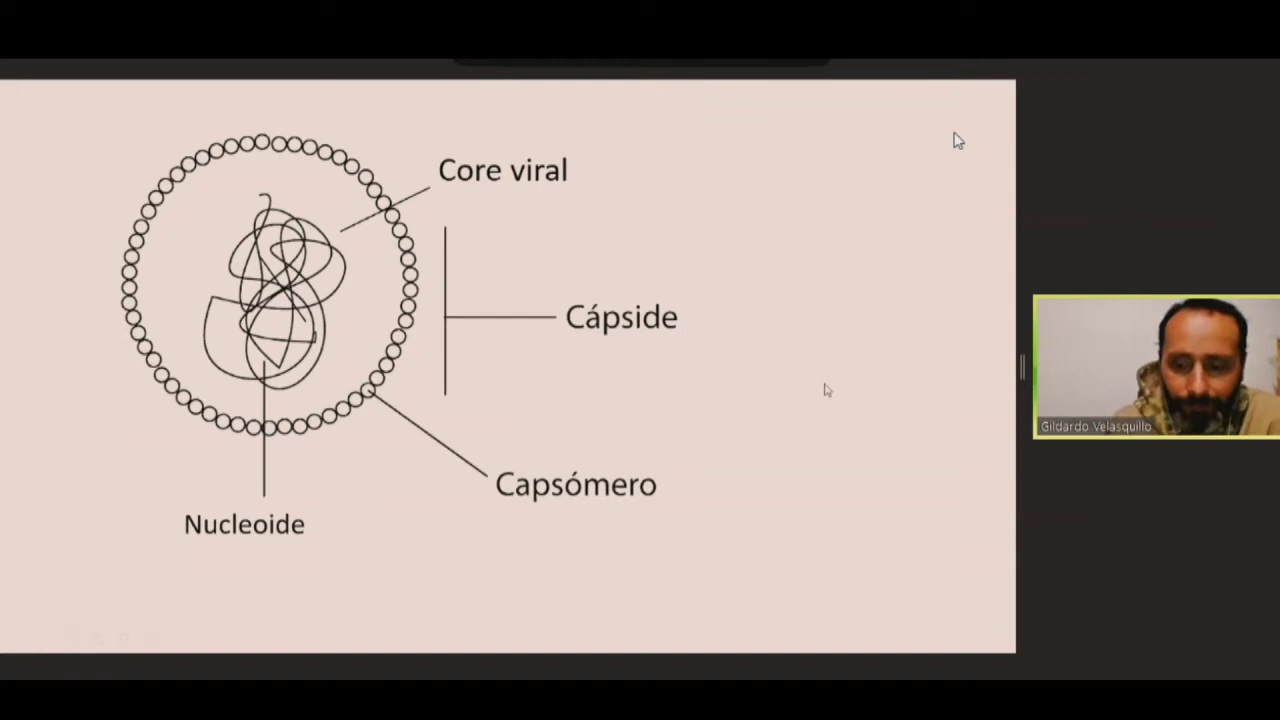 Core viral
Cápside
Capsómero
Nucleoide
Gildardo Velasquillo